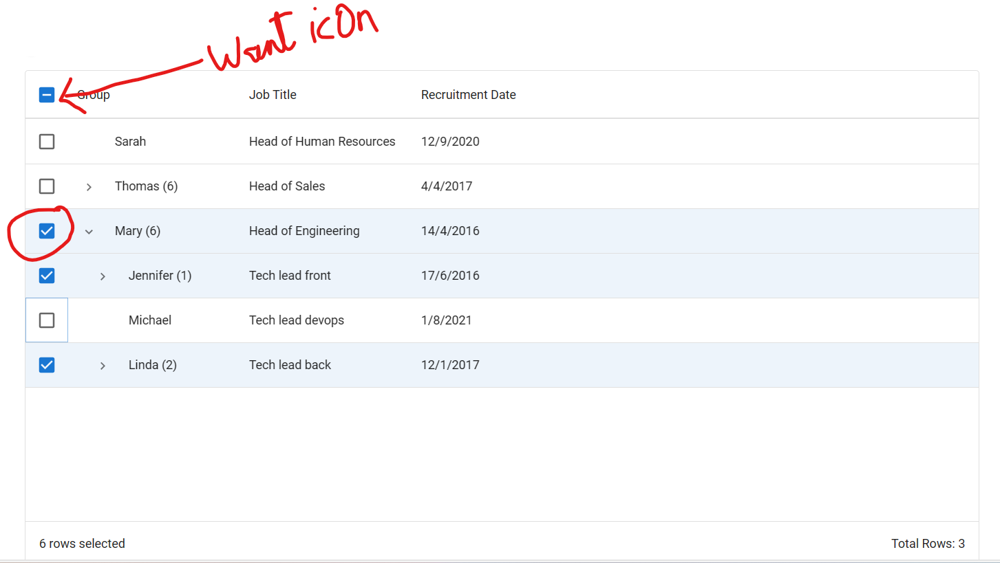 Want icon
Group Job Title Recruitment Date
Sarah Head of Human Resources 12/9/2020
Thomas (6) Head of Sales 4/4/2017
Mary (6) Head of Engineering 14/4/2016
Jennifer (1) Tech lead front 17/6/2016
Michael Tech lead devops 1/8/2021
Linda (2) Tech lead back 12/1/2017
6 rows selected Total Rows: 3